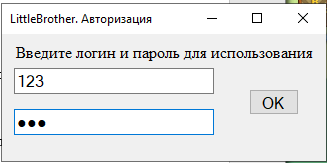 LittleBrother. Авторизация
Введите логин и пароль для использования
123
●●●
OK